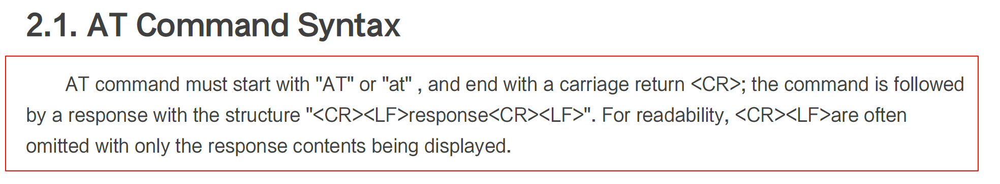 2.1. AT Command Syntax
AT command must start with "AT" or "at" , and end with a carriage return <CR>; the command is followed
by a response with the structure "<CR><LF>response<CR><LF>". For readability, <CR><LF>are often
omitted with only the response contents being displayed.